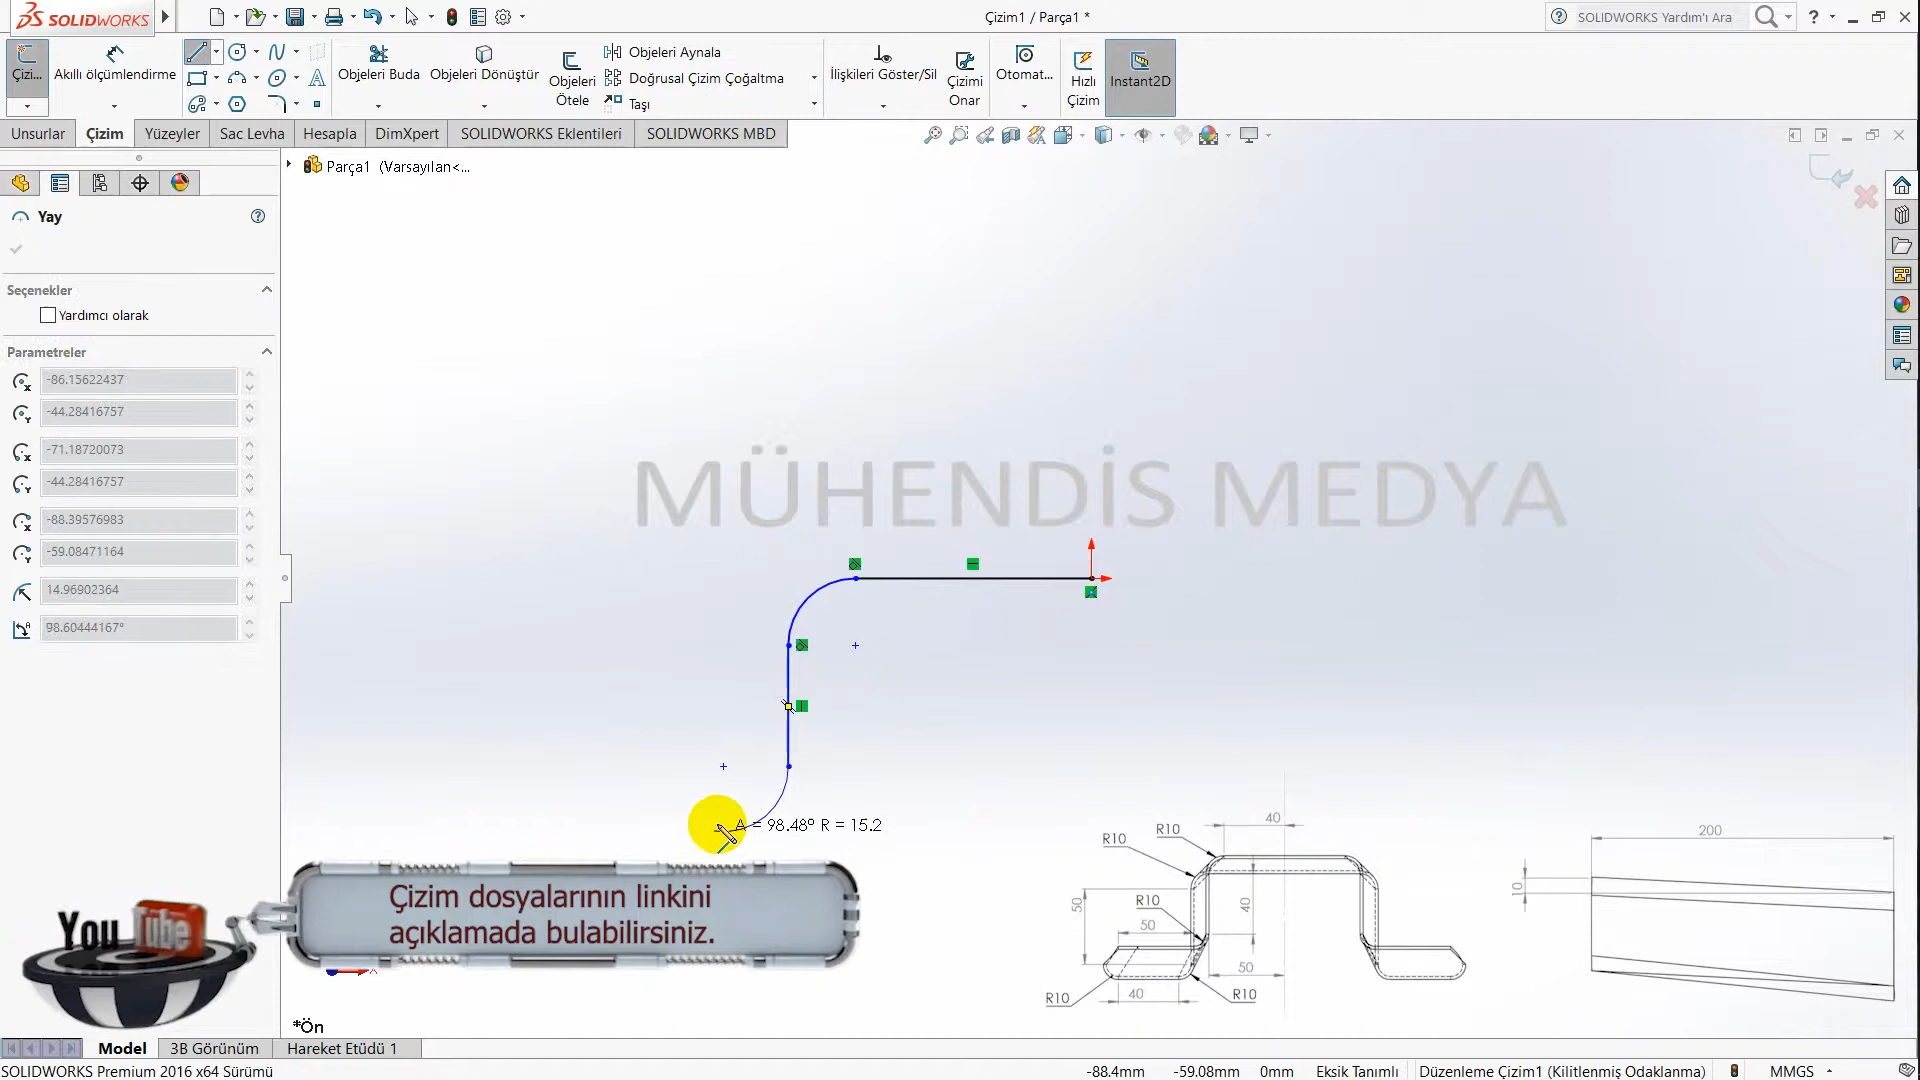 SOLIDWORKS
Çizim1 / Parça1 *
SOLIDWORKS Yardım'ı Ara
Çizi...
Akıllı ölçümlendirme
Objeleri Buda
Objeleri Dönüştür
Objeleri
Ötele
Objeleri Aynala
Doğrusal Çizim Çoğaltma
Taşı
İlişkileri Göster/Sil
Çizimi
Onar
Otomat...
Hızlı
Çizim
Instant2D
Unsurlar
Çizim
Yüzeyler
Sac Levha
Hesapla
DimXpert
SOLIDWORKS Eklentileri
SOLIDWORKS MBD
Parça1 (Varsayılan<...
Yay
Seçenekler
Yardımcı olarak
Parametreler
-86.15622437
-44.28416757
-71.18720073
-44.28416757
-88.39576983
-59.08471164
14.96902364
98.60444167°
MÜHENDİS MEDYA
A = 98.48° R = 15.2
You Tube
Çizim dosyalarının linkini
açıklamada bulabilirsiniz.
40
R10
R10
50
R10
50
40
50
R10
40
R10
200
10
*Ön
Model
3B Görünüm
Hareket Etüdü 1
SOLIDWORKS Premium 2016 x64 Sürümü
-88.4mm
-59.08mm
0mm
Eksik Tanımlı
Düzenleme Çizim1 (Kilitlenmiş Odaklanma)
MMGS